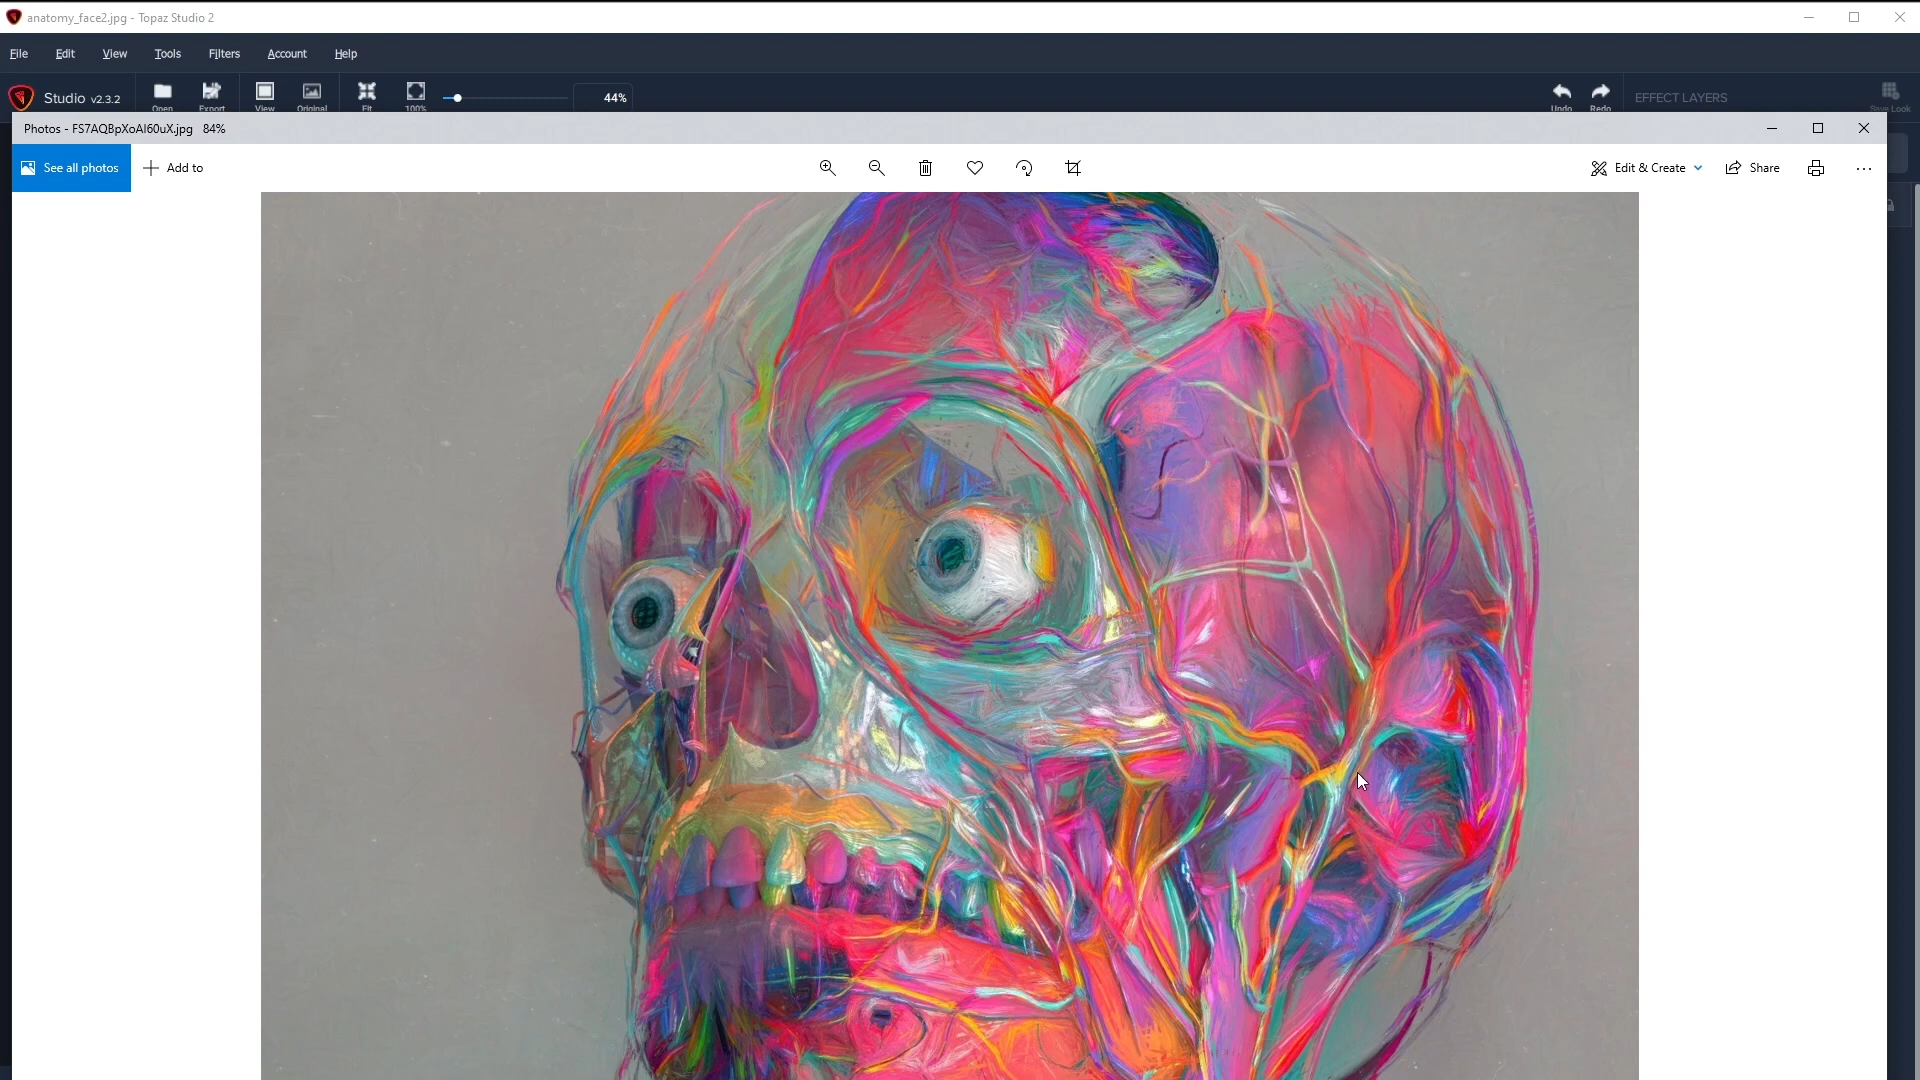 anatomy_face2.jpg - Topaz Studio 2
File Edit View Tools Filters Account Help
Studio v2.3.2 Open Export View Original Fit 100% 44% Undo Redo EFFECT LAYERS Save Look
Photos - FS7AQBpXoAI60uX.jpg 84%
See all photos Add to Edit & Create Share